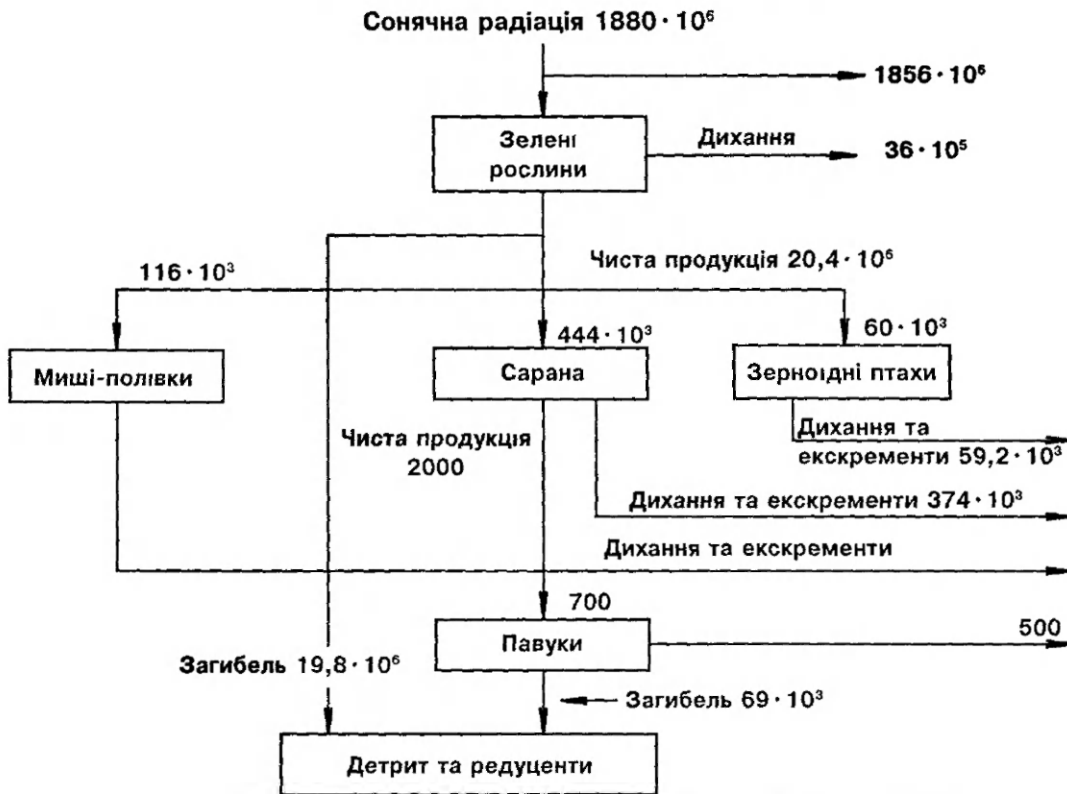 Сонячна радіація 1880 · 10⁶
1856 · 10⁶
Зелені
рослини
Дихання
36 · 10⁵
Чиста продукція 20,4 · 10⁶
116 · 10³
444 · 10³
60 · 10³
Миші-полівки
Сарана
Зерноїдні птахи
Чиста продукція
2000
Дихання та
екскременти 59,2 · 10³
Дихання та екскременти 374 · 10³
Дихання та екскременти
700
Павуки
500
Загибель 19,8 · 10⁶
Загибель 69 · 10³
Детрит та редуценти